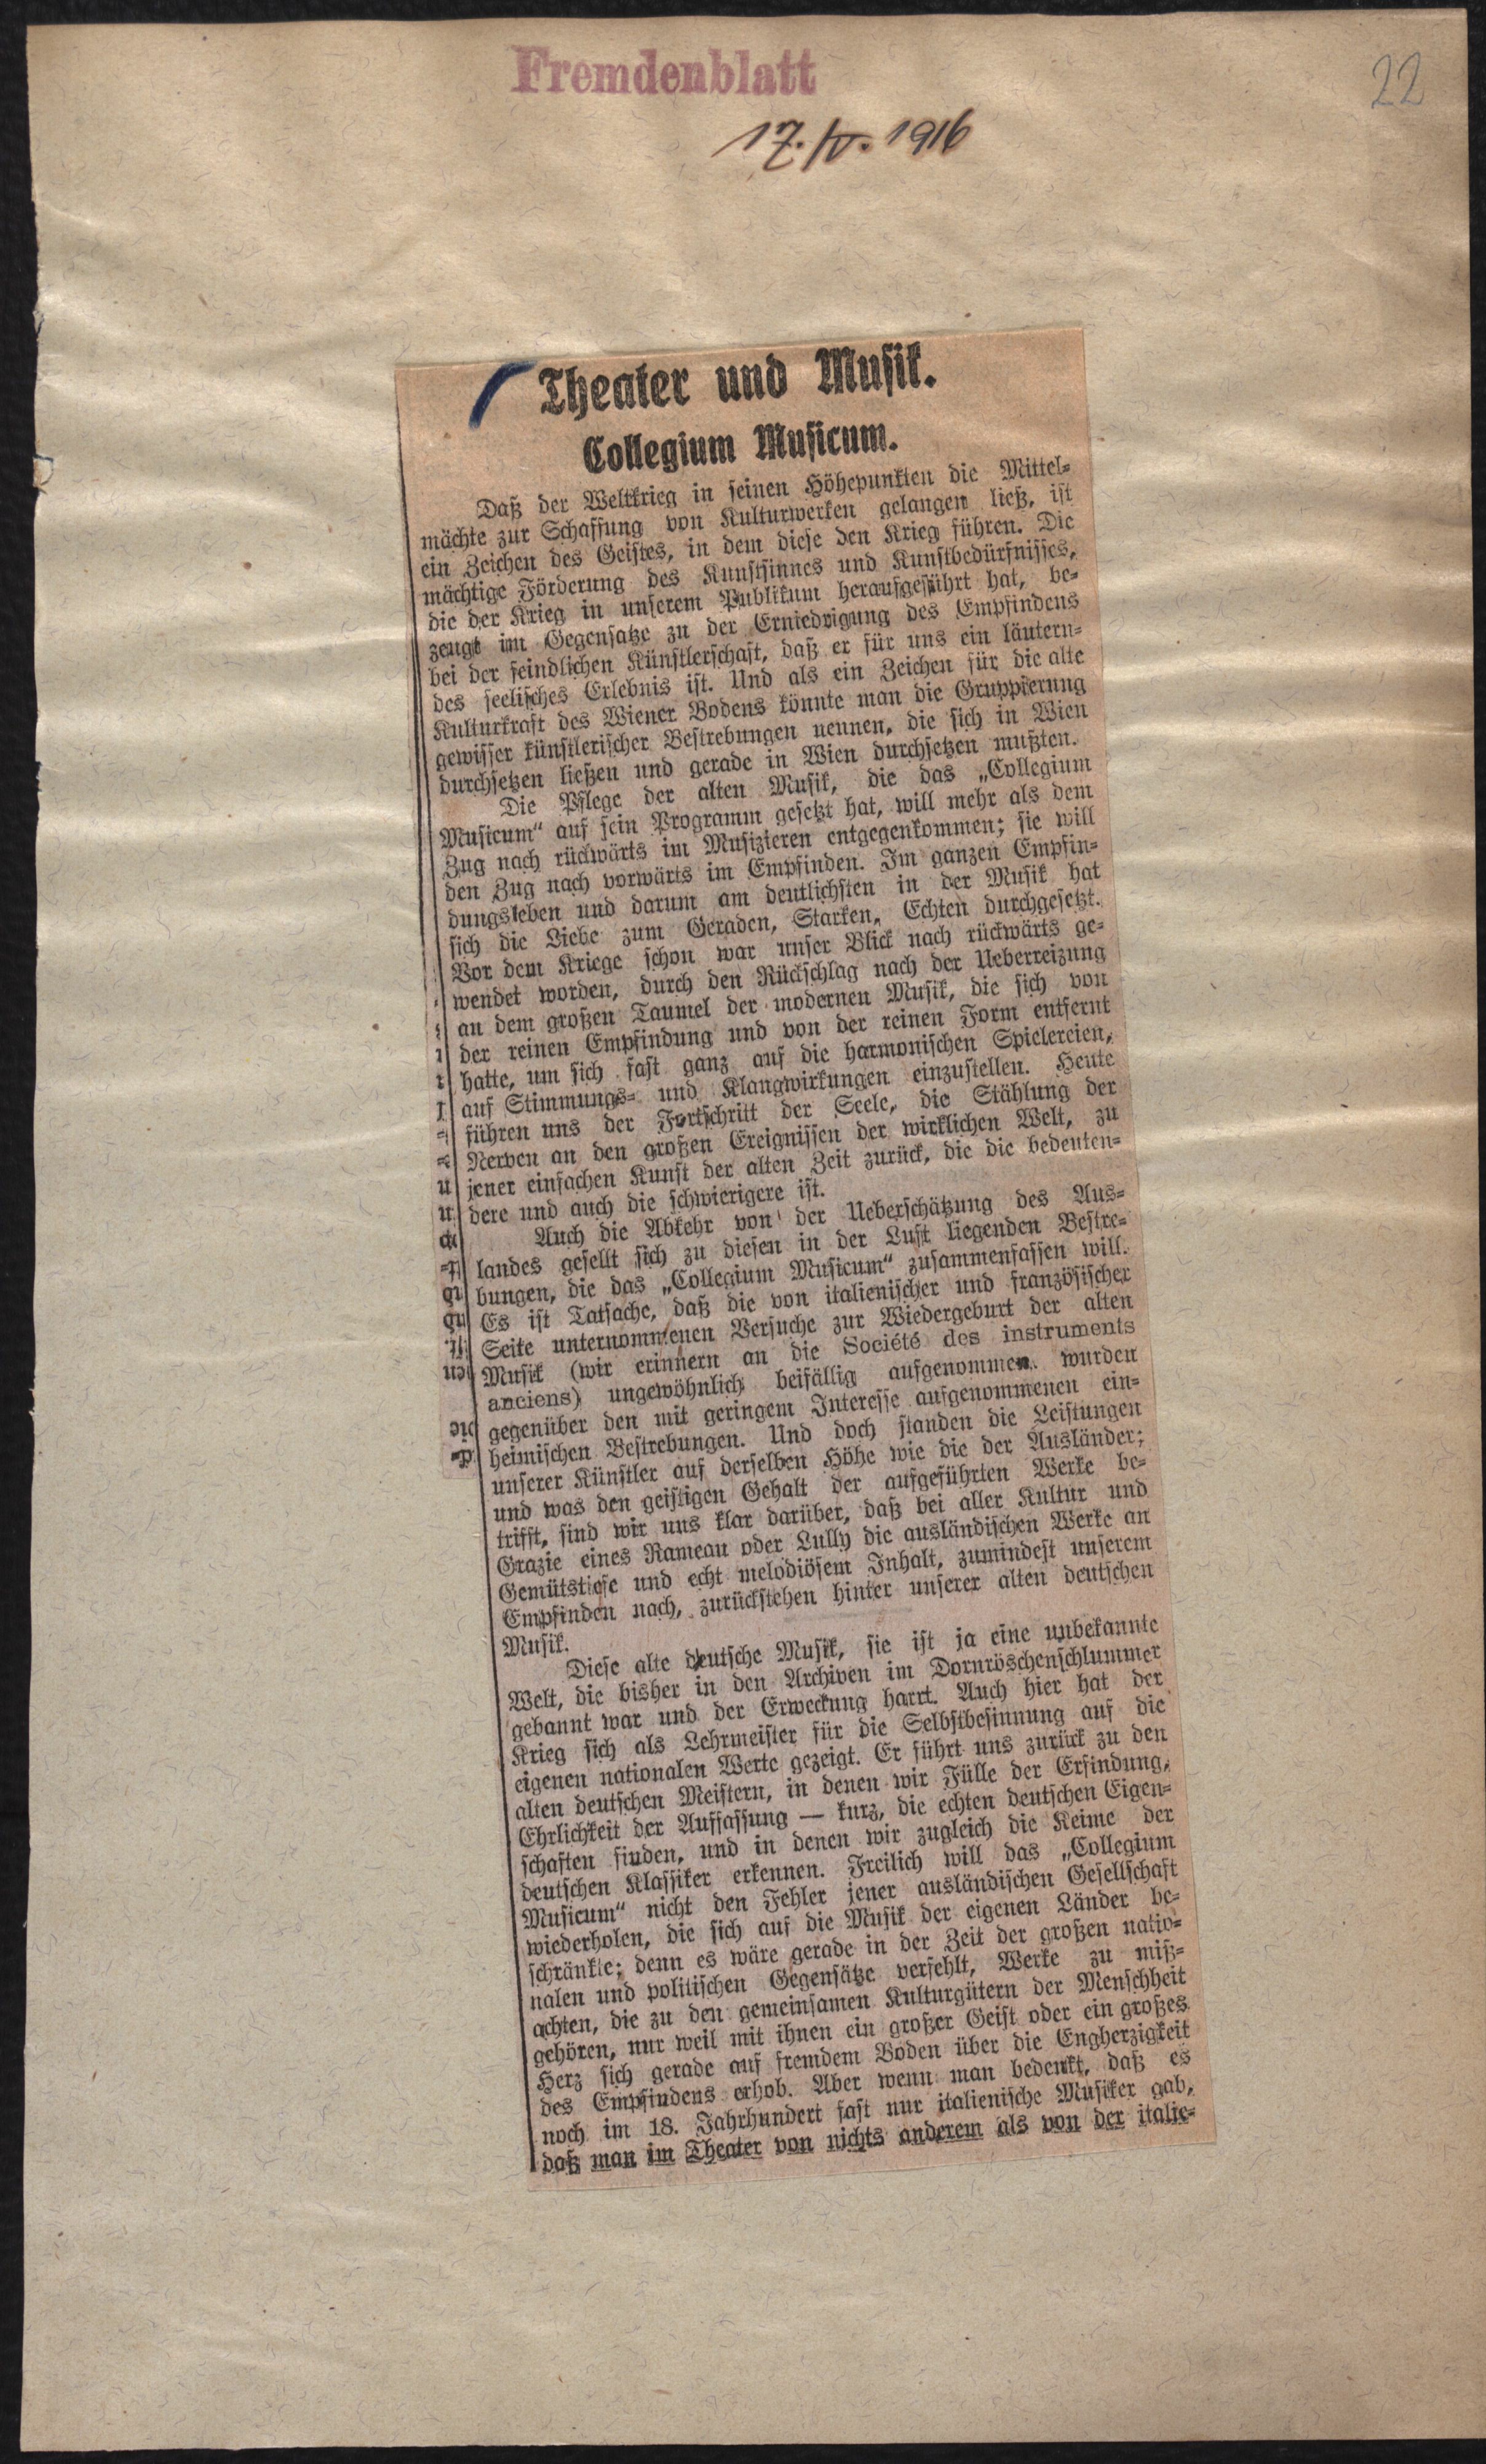 Fremdenblatt
22
17. IV. 1916
Theater und Musik.
Collegium Musicum.
Daß der Weltkrieg in seinen Höhepunkten die Mittel-
mächte zur Schaffung von Kulturwerken gelangen ließ, ist
ein Zeichen des Geistes, in dem diese den Krieg führen. Die
mächtige Förderung des Kunstsinnes und Kunstbedürfnisses,
die der Krieg in unserem Publikum heraufgeführt hat, be-
zeugt im Gegensatze zu der Erniedrigung des Empfindens
bei der feindlichen Künstlerschaft, daß er für uns ein läutern-
des seelisches Erlebnis ist. Und als ein Zeichen für die alte
Kulturkraft des Wiener Bodens könnte man die Gruppierung
gewisser künstlerischer Bestrebungen nennen, die sich in Wien
durchsetzen ließen und gerade in Wien durchsetzen mußten.
Die Pflege der alten Musik, die das „Collegium
Musicum“ auf sein Programm gesetzt hat, will mehr als dem
Zug nach rückwärts im Musizieren entgegenkommen; sie will
den Zug nach vorwärts im Empfinden. Im ganzen Empfin-
dungsleben und darum am deutlichsten in der Musik hat
sich die Liebe zum Geraden, Starken, Echten durchgesetzt.
Vor dem Kriege schon war unser Blick nach rückwärts ge-
wendet worden, durch den Rückschlag nach der Ueberreizung
an dem großen Taumel der modernen Musik, die sich von
der reinen Empfindung und von der reinen Form entfernt
hatte, um sich fast ganz auf die harmonischen Spielereien,
auf Stimmungs- und Klangwirkungen einzustellen. Heute
führen uns der Fortschritt der Seele, die Stählung der
Nerven an den großen Ereignissen der wirklichen Welt, zu
jener einfachen Kunst der alten Zeit zurück, die die bedeuten-
dere und auch die schwierigere ist.
Auch die Abkehr von der Ueberschätzung des Aus-
landes gesellt sich zu diesen in der Luft liegenden Bestre-
bungen, die das „Collegium Musicum“ zusammenfassen will.
Es ist Tatsache, daß die von italienischer und französischer
Seite unternommenen Versuche zur Wiedergeburt der alten
Musik (wir erinnern an die Société des instruments
anciens) ungewöhnlich beifällig aufgenommen wurden
gegenüber den mit geringem Interesse aufgenommenen ein-
heimischen Bestrebungen. Und doch standen die Leistungen
unserer Künstler auf derselben Höhe wie die der Ausländer;
und was den geistigen Gehalt der aufgeführten Werke be-
trifft, sind wir uns klar darüber, daß bei aller Kultur und
Grazie eines Rameau oder Lully die ausländischen Werke an
Gemütstiefe und echt melodiösem Inhalt, zumindest unserem
Empfinden nach, zurückstehen hinter unserer alten deutschen
Musik.
Diese alte deutsche Musik, sie ist ja eine unbekannte
Welt, die bisher in den Archiven im Dornröschenschlummer
gebannt war und der Erweckung harrt. Auch hier hat der
Krieg sich als Lehrmeister für die Selbstbesinnung auf die
eigenen nationalen Werte gezeigt. Er führt uns zurück zu den
alten deutschen Meistern, in denen wir Fülle der Erfindung,
Ehrlichkeit der Auffassung — kurz, die echten deutschen Eigen-
schaften finden, und in denen wir zugleich die Keime der
deutschen Klassiker erkennen. Freilich will das „Collegium
Musicum“ nicht den Fehler jener ausländischen Gesellschaft
wiederholen, die sich auf die Musik der eigenen Länder be-
schränkte; denn es wäre gerade in der Zeit der großen natio-
nalen und politischen Gegensätze verfehlt, Werke zu miß-
achten, die zu den gemeinsamen Kulturgütern der Menschheit
gehören, nur weil mit ihnen ein großer Geist oder ein großes
Herz sich gerade auf fremdem Boden über die Engherzigkeit
des Empfindens erhob. Aber wenn man bedenkt, daß es
noch im 18. Jahrhundert fast nur italienische Musiker gab,
daß man im Theater von nichts anderem als von der italie-